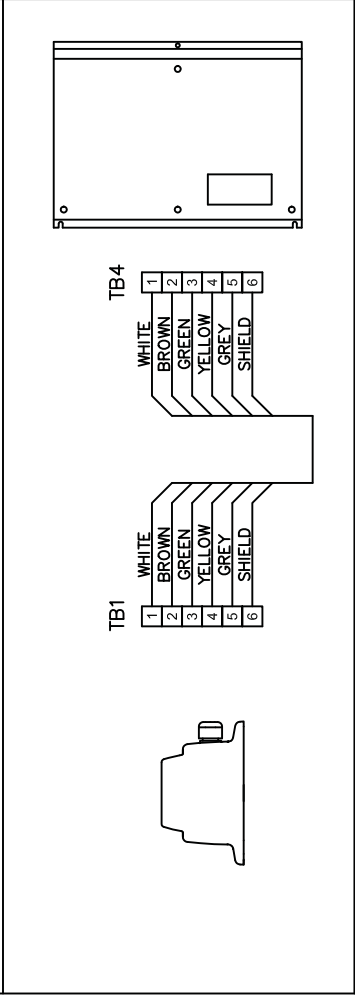 TB1
1 WHITE
2 BROWN
3 GREEN
4 YELLOW
5 GREY
6 SHIELD
TB4
WHITE 1
BROWN 2
GREEN 3
YELLOW 4
GREY 5
SHIELD 6